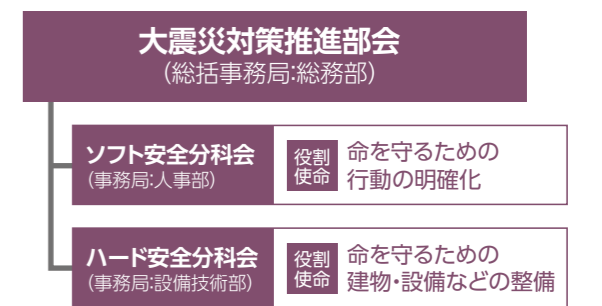 大震災対策推進部会
(総括事務局:総務部)
ソフト安全分科会
(事務局:人事部)
役割
使命
命を守るための
行動の明確化
ハード安全分科会
(事務局:設備技術部)
役割
使命
命を守るための
建物・設備などの整備